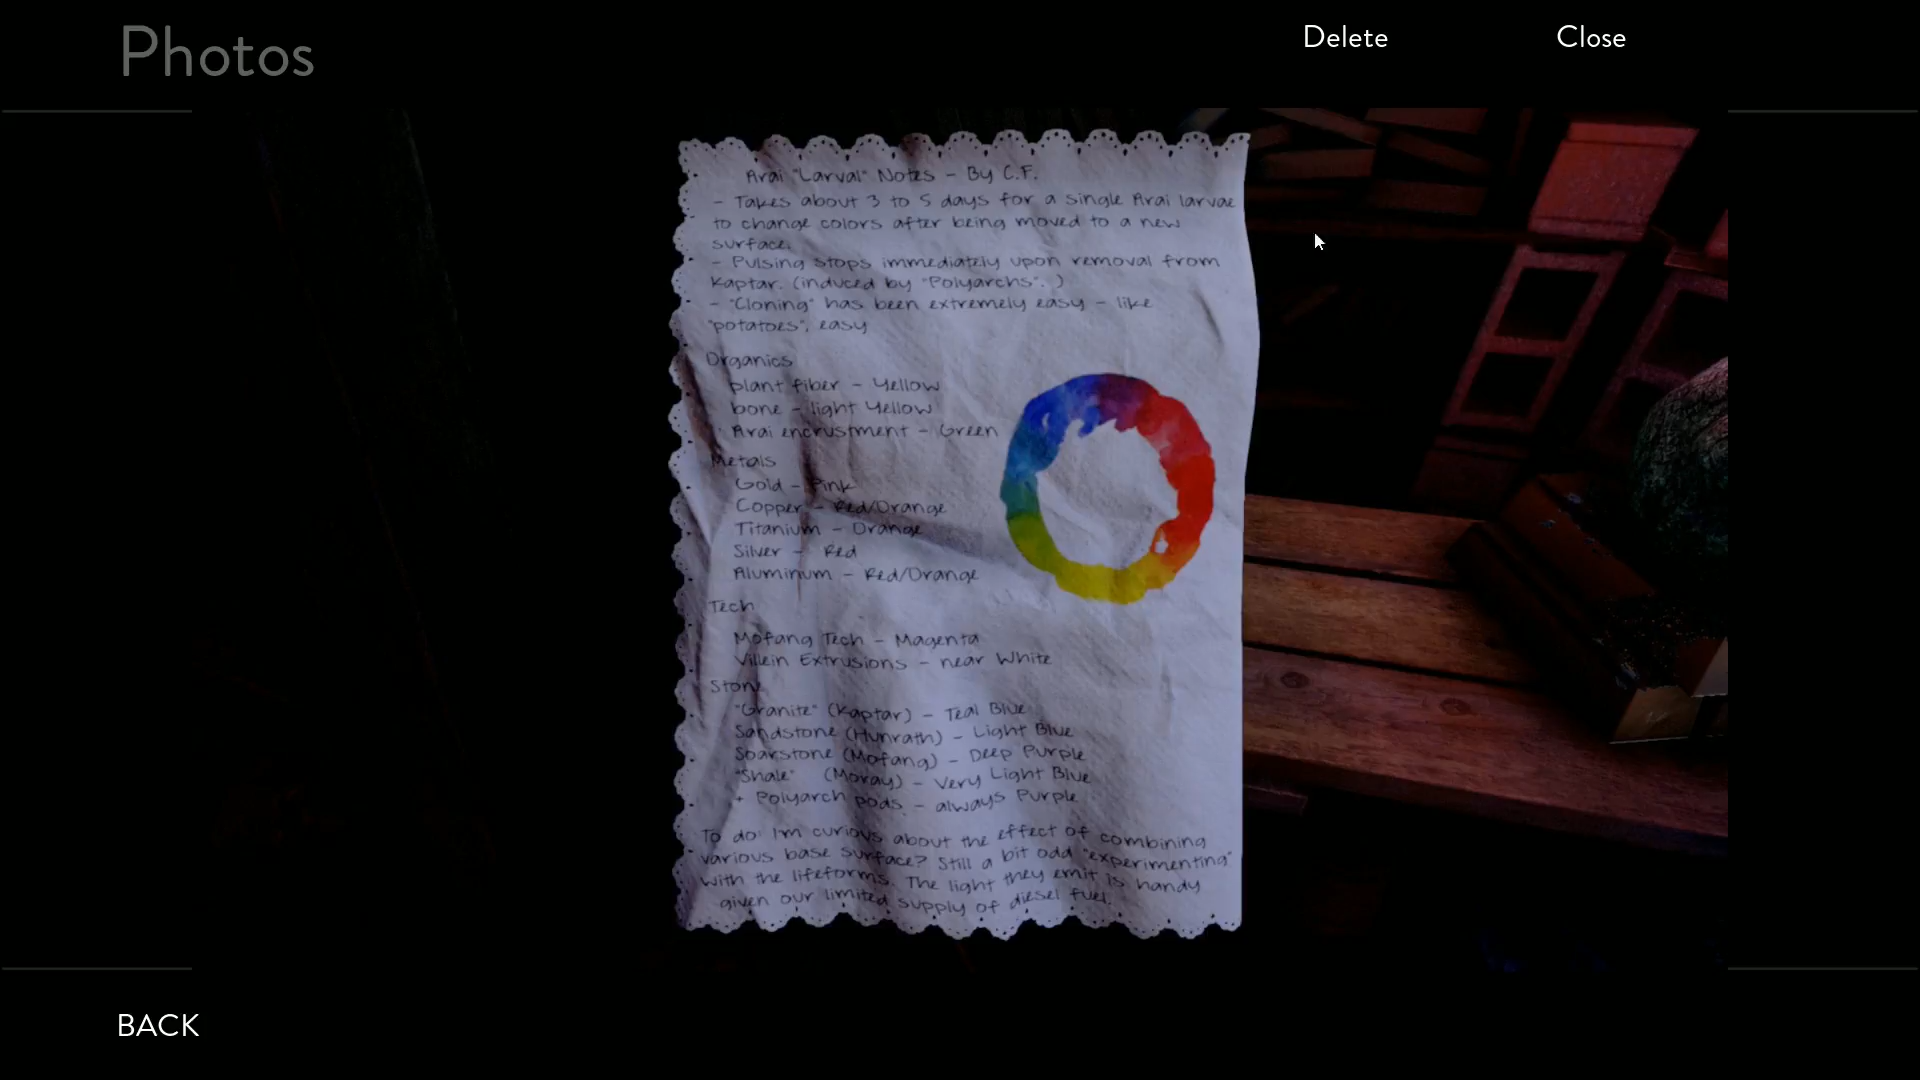 Photos
Delete
Close
Arai "Larval" Notes - By C.F.
- Takes about 3 to 5 days for a single Arai larvae
to change colors after being moved to a new
surface.
- Pulsing stops immediately upon removal from
Kaptar. (induced by "Polyarchs". )
- "Cloning" has been extremely easy - like
"potatoes", easy
Organics
plant fiber - Yellow
bone - light Yellow
Arai encrustment - Green
Metals
Gold - Pink
Copper - Red/Orange
Titanium - Orange
Silver - Red
Aluminum - Red/Orange
Tech
Mofang Tech - Magenta
Villein Extrusions - near White
Stone
"Granite" (Kaptar) - Teal Blue
Sandstone (Hunrath) - Light Blue
Soarstone (Mofang) - Deep Purple
"Shale" (Moray) - Very Light Blue
+ Polyarch pods - always Purple
To do: I'm curious about the effect of combining
various base surface? Still a bit odd "experimenting"
with the lifeforms. The light they emit is handy
given our limited supply of diesel fuel.
BACK